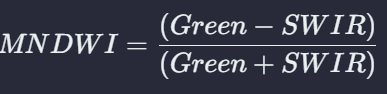 MNDWI = (Green − SWIR) / (Green + SWIR)